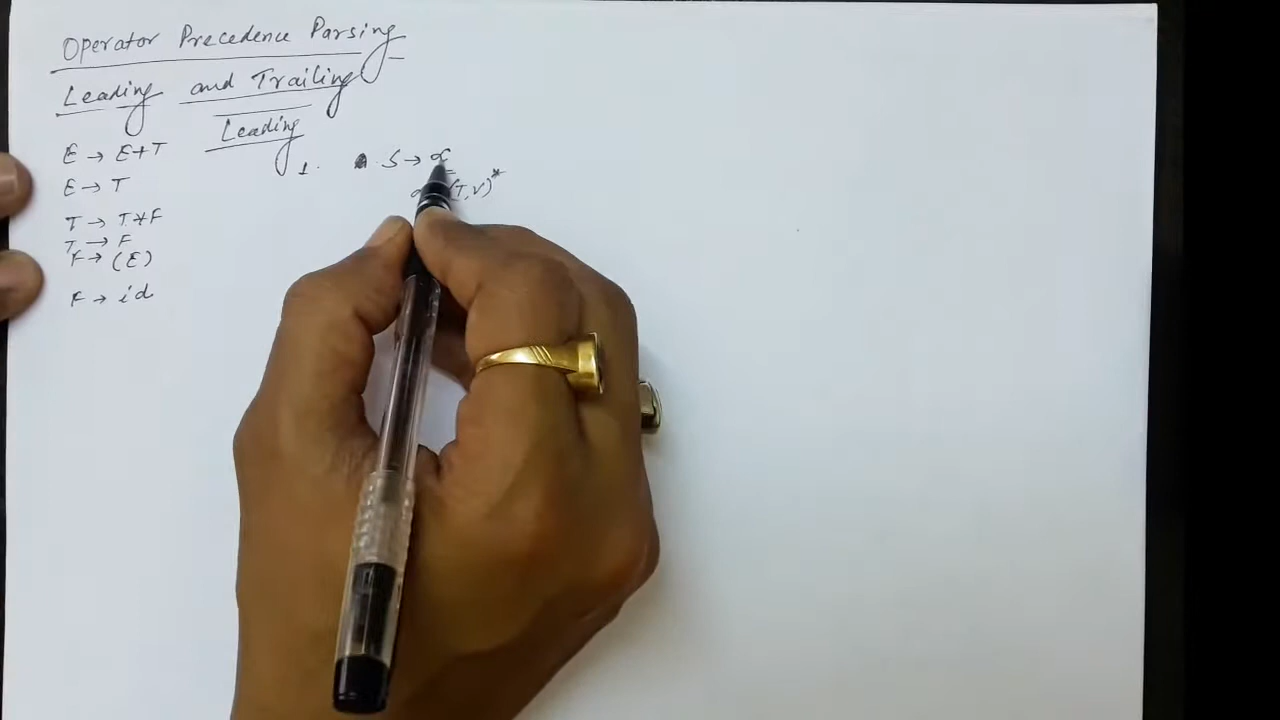 Operator Precedence Parsing
Leading and Trailing
Leading
E → E+T
E → T
T → T*F
T → F
F → (E)
F → id
1. S → α
(T,V)*